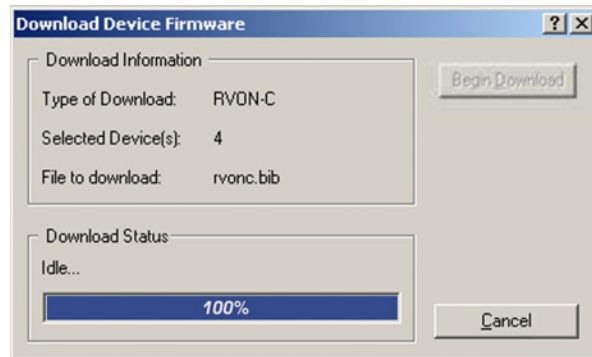 Download Device Firmware
Download Information
Type of Download: RVON-C
Selected Device(s): 4
File to download: rvonc.bib
Begin Download
Download Status
Idle...
100%
Cancel